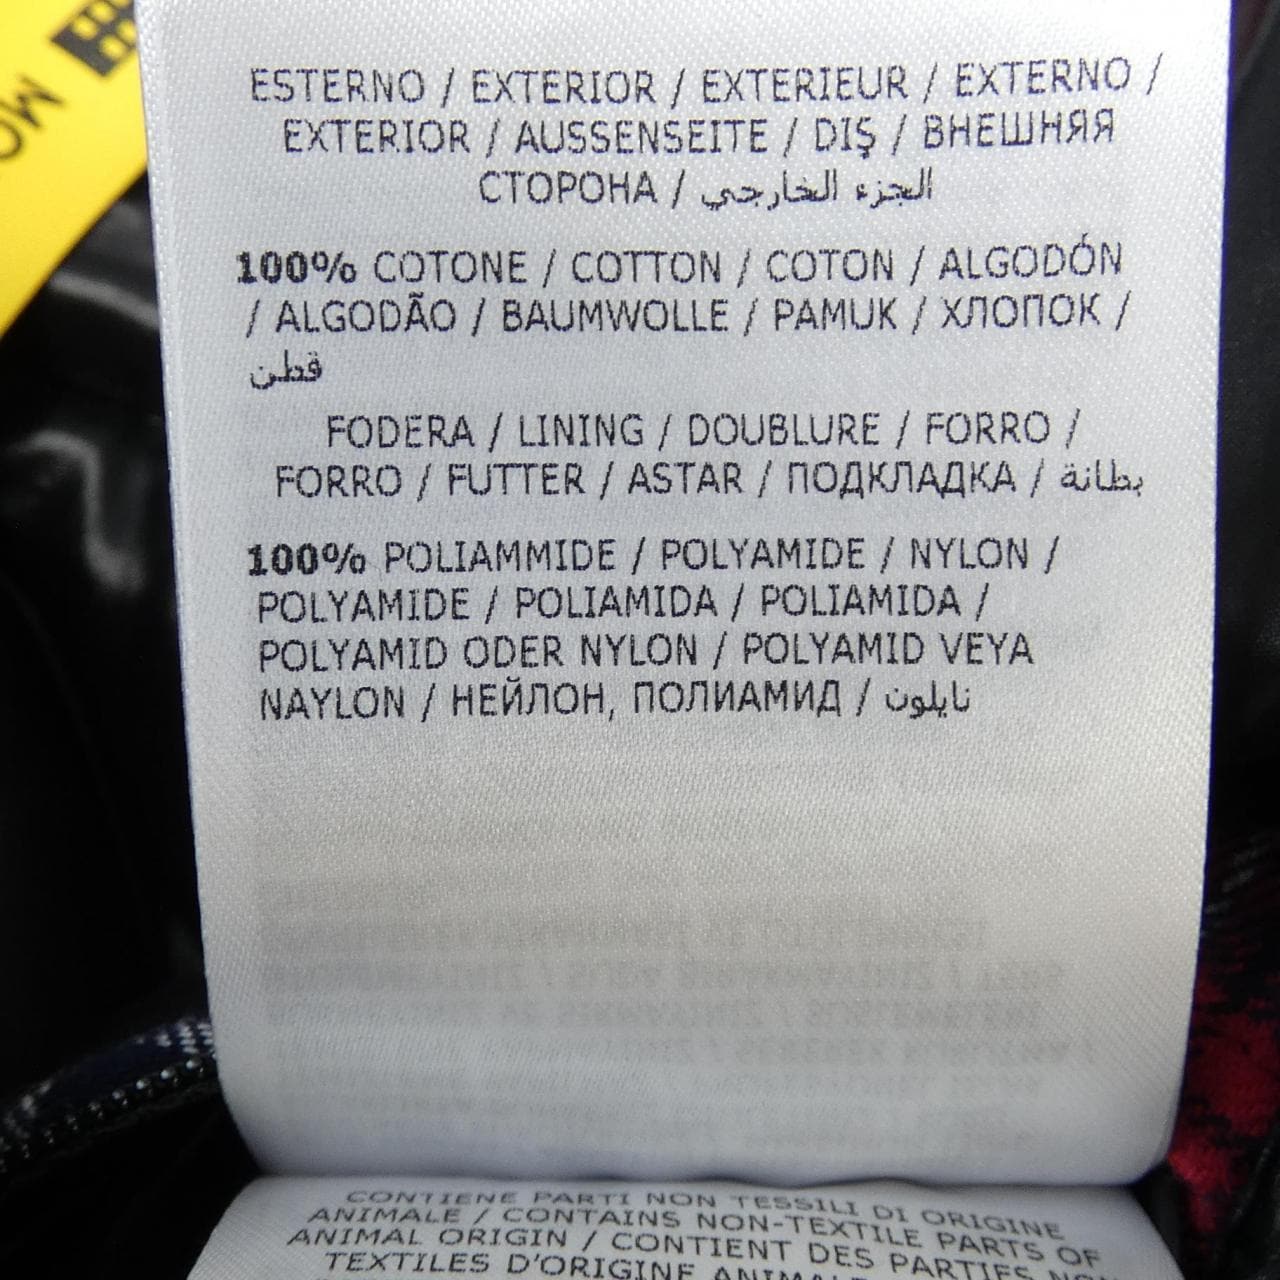 MO
ESTERNO / EXTERIOR / EXTERIEUR / EXTERNO /
EXTERIOR / AUSSENSEITE / DIŞ / ВНЕШНЯЯ
СТОРОНА / الجزء الخارجي
100% COTONE / COTTON / COTON / ALGODÓN
/ ALGODÃO / BAUMWOLLE / PAMUK / ХЛОПОК /
قطن
FODERA / LINING / DOUBLURE / FORRO /
FORRO / FUTTER / ASTAR / ПОДКЛАДКА / بطانة
100% POLIAMMIDE / POLYAMIDE / NYLON /
POLYAMIDE / POLIAMIDA / POLIAMIDA /
POLYAMID ODER NYLON / POLYAMID VEYA
NAYLON / НЕЙЛОН, ПОЛИАМИД / نايلون
CONTIENE PARTI NON TESSILI DI ORIGINE
ANIMALE / CONTAINS NON-TEXTILE PARTS OF
ANIMAL ORIGIN / CONTIENT DES PARTIES
TEXTILES D'ORIGINE